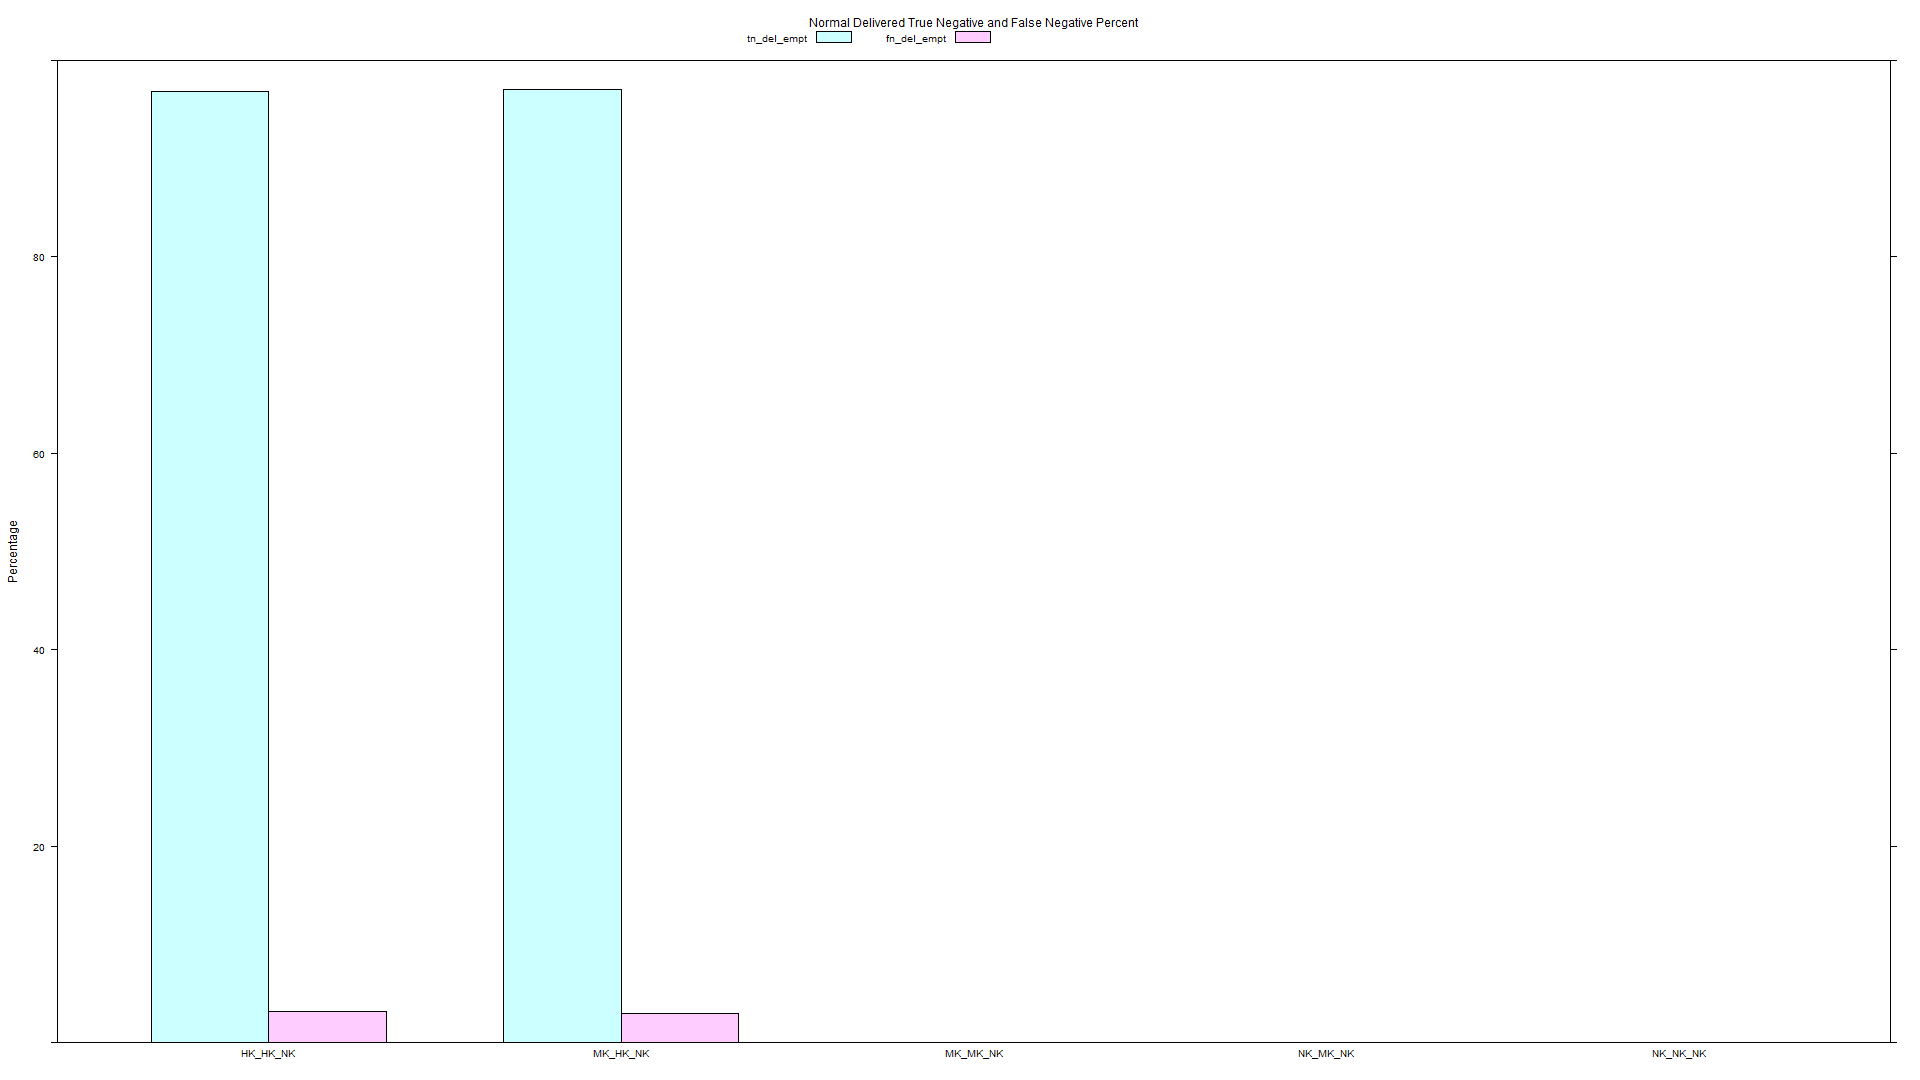 Normal Delivered True Negative and False Negative Percent
tn_del_empt fn_del_empt
80
60
Percentage
40
20
HK_HK_NK MK_HK_NK MK_MK_NK NK_MK_NK NK_NK_NK